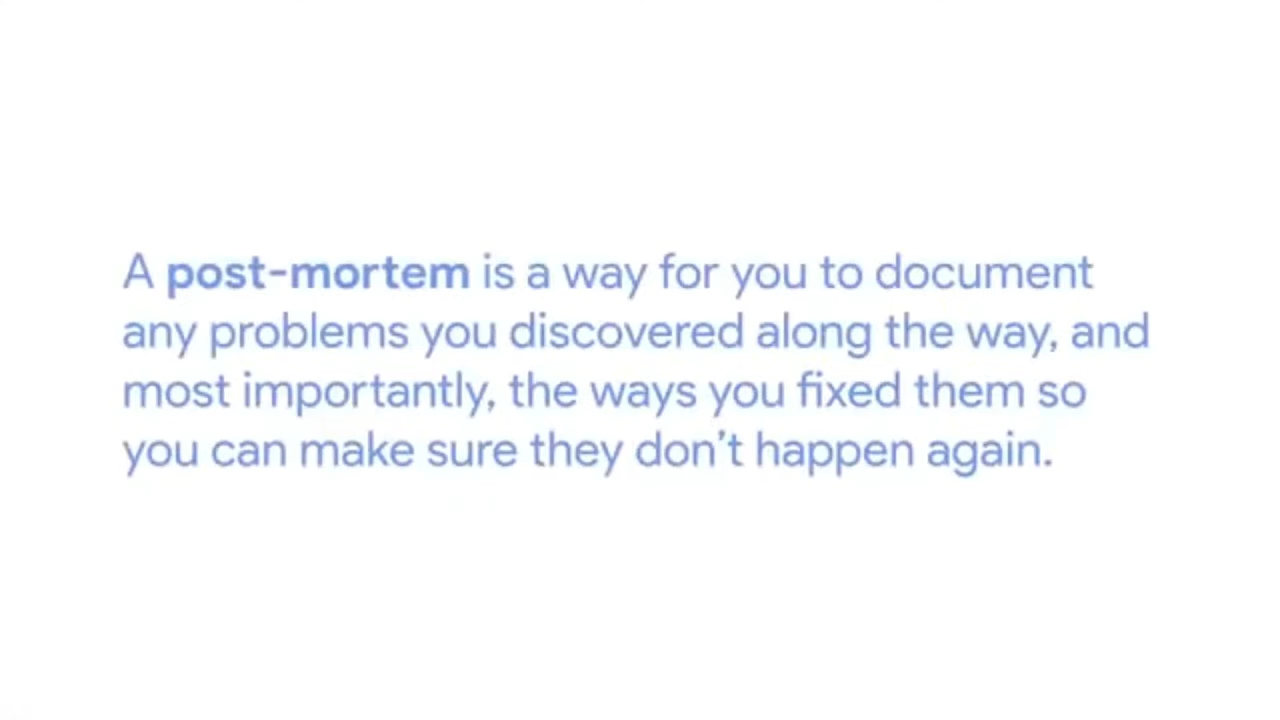 A post-mortem is a way for you to document
any problems you discovered along the way, and
most importantly, the ways you fixed them so
you can make sure they don’t happen again.